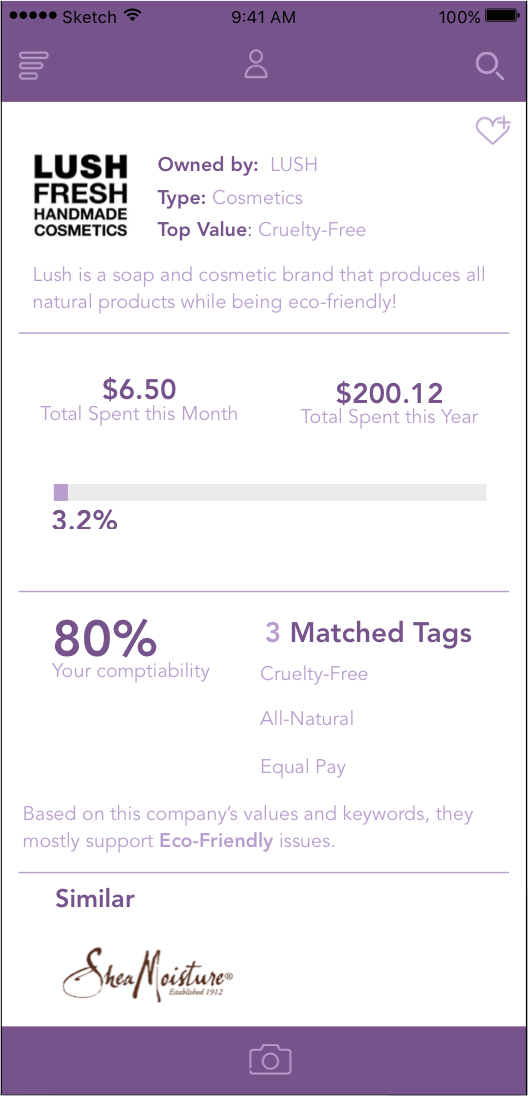 Sketch 9:41 AM 100%
LUSH
FRESH
HANDMADE
COSMETICS
Owned by: LUSH
Type: Cosmetics
Top Value: Cruelty-Free
Lush is a soap and cosmetic brand that produces all
natural products while being eco-friendly!
$6.50
Total Spent this Month
$200.12
Total Spent this Year
3.2%
80%
Your comptiability
3 Matched Tags
Cruelty-Free
All-Natural
Equal Pay
Based on this company's values and keywords, they
mostly support Eco-Friendly issues.
Similar
SheaMoisture®
Established 1912